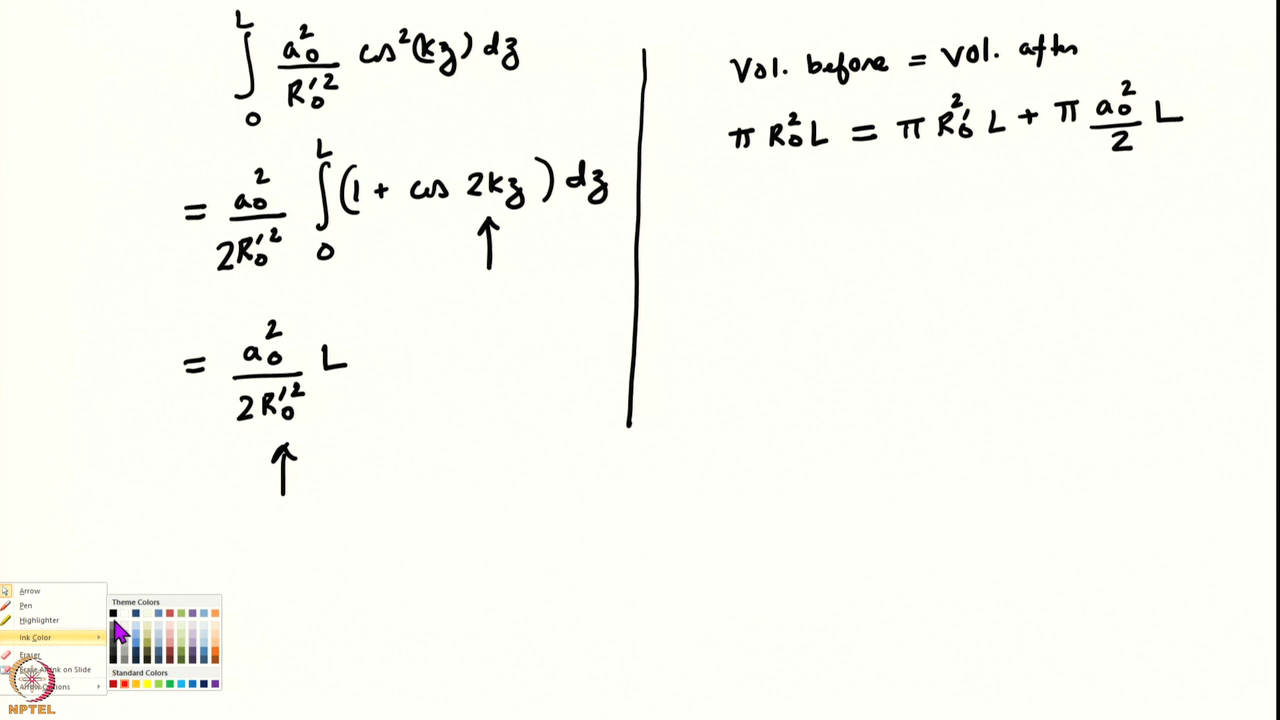 ∫₀ᴸ a₀²/R₀′² cos²(kz) dz
= a₀²/2R₀′² ∫₀ᴸ (1 + cos 2kz) dz
= a₀²/2R₀′² L
Vol. before = Vol. after
π R₀² L = π R₀′² L + π a₀²/2 L
Arrow
Pen
Highlighter
Ink Color
Eraser
Arrow Options
Theme Colors
Standard Colors
NPTEL